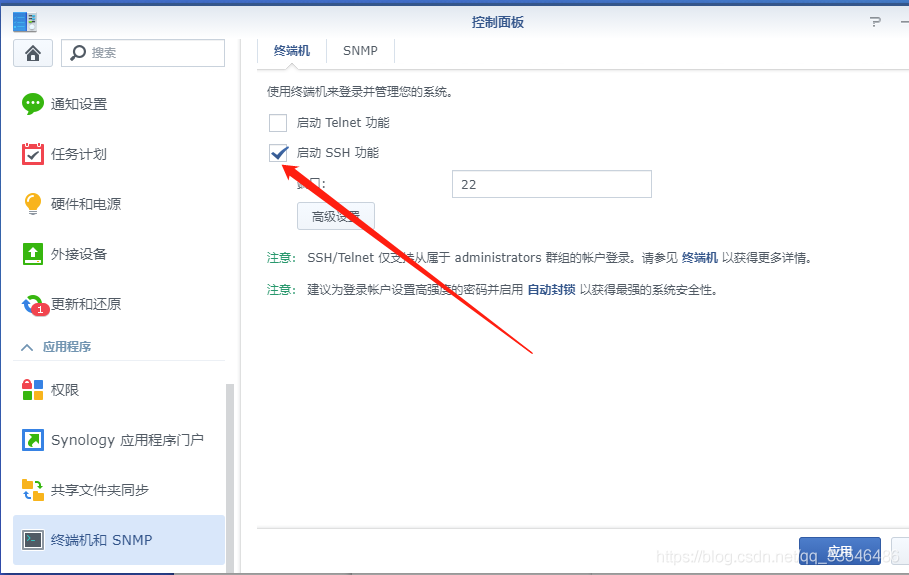 控制面板
搜索
终端机 SNMP
通知设置
任务计划
硬件和电源
外接设备
1
更新和还原
应用程序
权限
Synology 应用程序门户
共享文件夹同步
终端机和 SNMP
使用终端机来登录并管理您的系统。
启动 Telnet 功能
启动 SSH 功能
22
高级设置
注意: SSH/Telnet 仅支持从属于 administrators 群组的帐户登录。请参见 终端机 以获得更多详情。
注意: 建议为登录帐户设置高强度的密码并启用 自动封锁 以获得最强的系统安全性。
应用